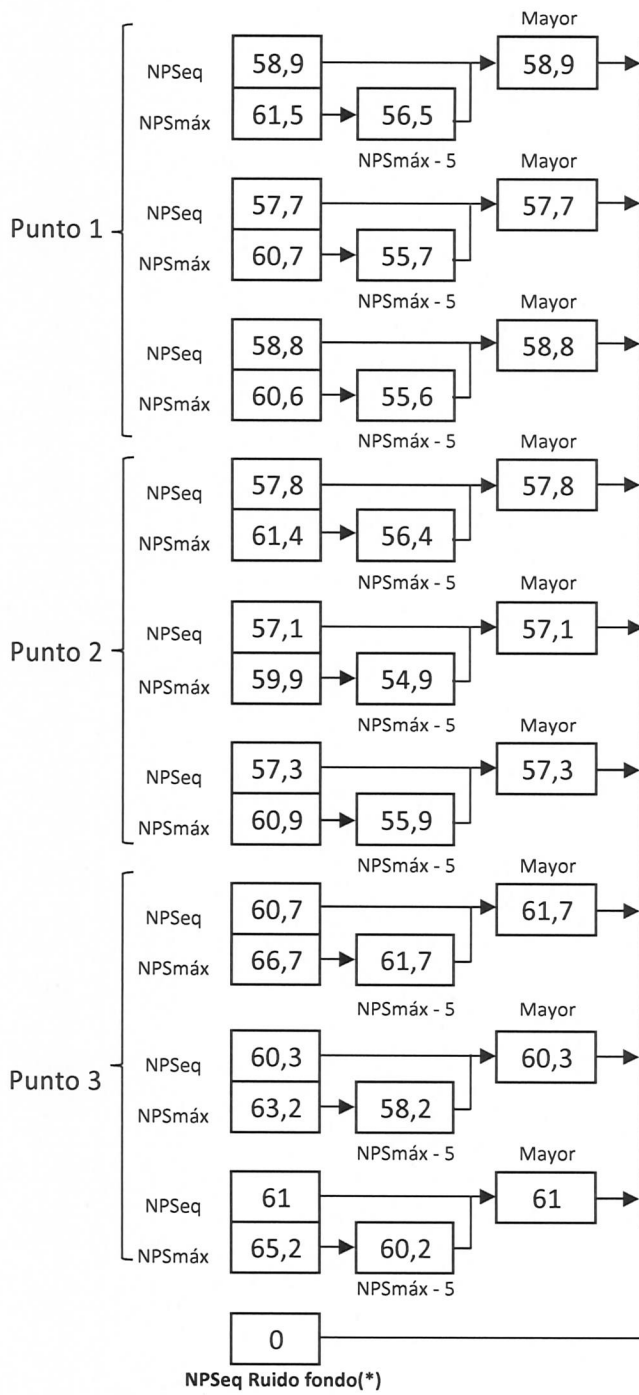 Mayor
NPSeq 58,9 58,9
NPSmáx 61,5 56,5
NPSmáx - 5
Mayor
Punto 1
NPSeq 57,7 57,7
NPSmáx 60,7 55,7
NPSmáx - 5
Mayor
NPSeq 58,8 58,8
NPSmáx 60,6 55,6
NPSmáx - 5
Mayor
NPSeq 57,8 57,8
NPSmáx 61,4 56,4
NPSmáx - 5
Mayor
Punto 2
NPSeq 57,1 57,1
NPSmáx 59,9 54,9
NPSmáx - 5
Mayor
NPSeq 57,3 57,3
NPSmáx 60,9 55,9
NPSmáx - 5
Mayor
NPSeq 60,7 61,7
NPSmáx 66,7 61,7
NPSmáx - 5
Mayor
Punto 3
NPSeq 60,3 60,3
NPSmáx 63,2 58,2
NPSmáx - 5
Mayor
NPSeq 61 61
NPSmáx 65,2 60,2
NPSmáx - 5
0
NPSeq Ruido fondo(*)